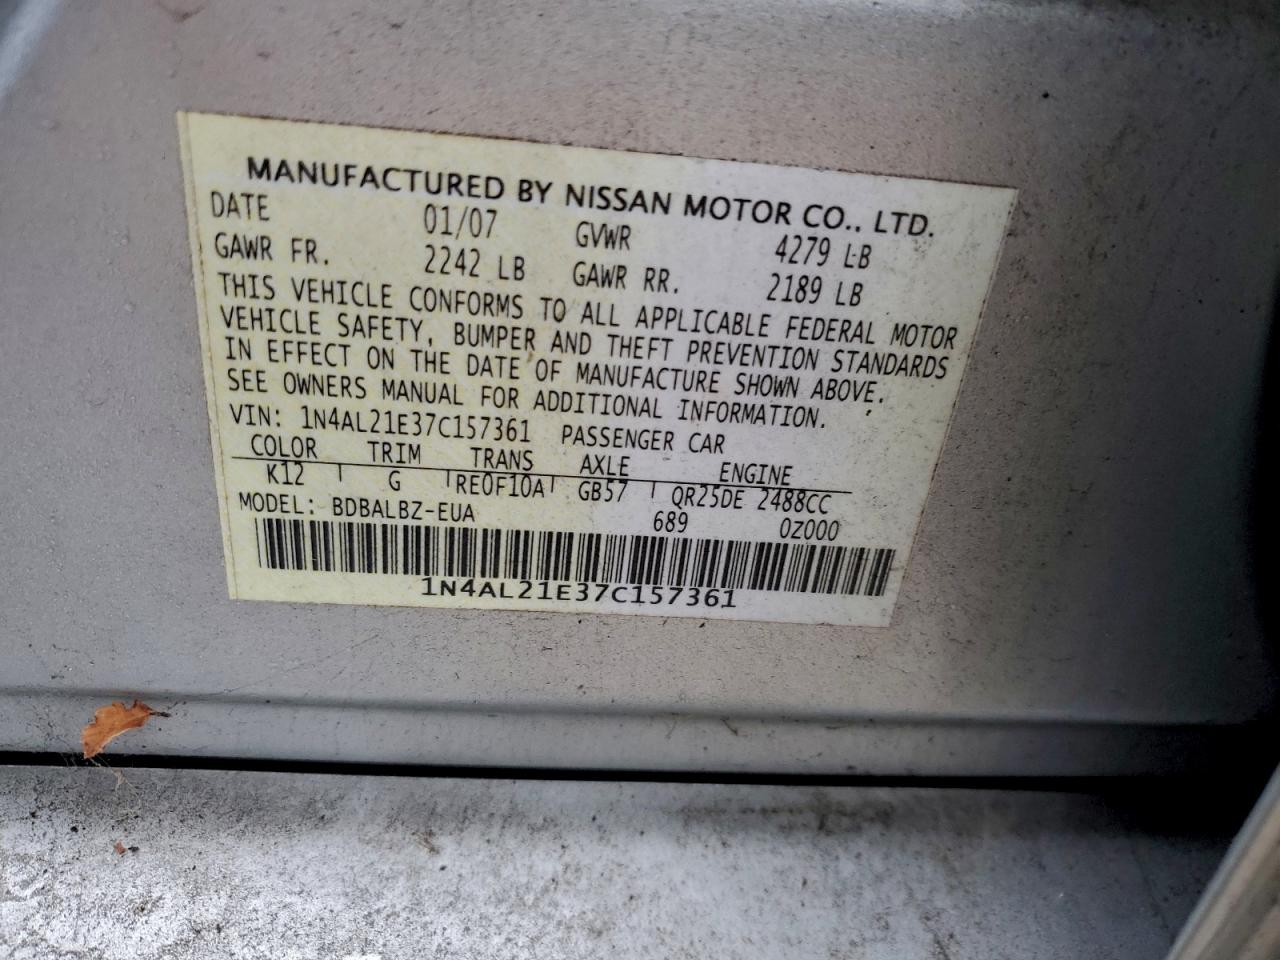 MANUFACTURED BY NISSAN MOTOR CO., LTD.
DATE 01/07 GVWR 4279 LB
GAWR FR. 2242 LB GAWR RR. 2189 LB
THIS VEHICLE CONFORMS TO ALL APPLICABLE FEDERAL MOTOR
VEHICLE SAFETY, BUMPER AND THEFT PREVENTION STANDARDS
IN EFFECT ON THE DATE OF MANUFACTURE SHOWN ABOVE.
SEE OWNERS MANUAL FOR ADDITIONAL INFORMATION.
VIN: 1N4AL21E37C157361 PASSENGER CAR
COLOR TRIM TRANS AXLE ENGINE
K12 G RE0F10A GB57 QR25DE 2488CC
MODEL: BDBALBZ-EUA 689 0Z000
1N4AL21E37C157361